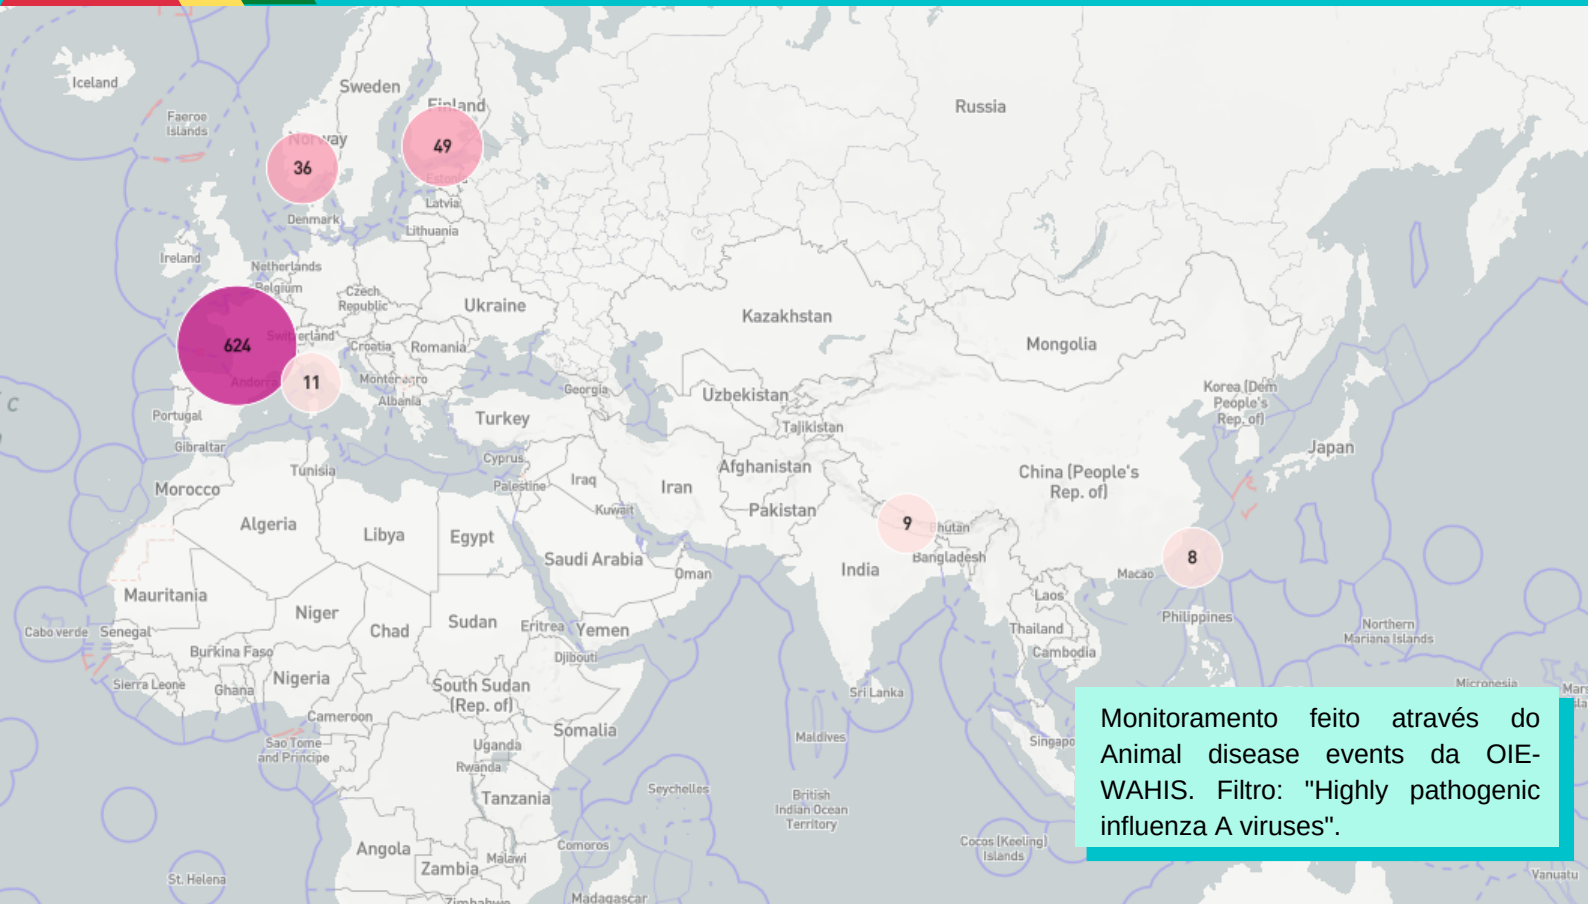 Iceland
Sweden
Finland
Russia
Faeroe
Islands
Norway
49
36
Estonia
Latvia
Denmark
Lithuania
Ireland
Netherlands
Belgium
Czech
Republic
Ukraine
Kazakhstan
624
Switzerland
Croatia
Romania
Mongolia
11
Andorra
Montenegro
Albania
Georgia
Uzbekistan
Korea (Dem
People's
Rep. of)
C
Portugal
Turkey
Tajikistan
Gibraltar
Japan
Cyprus
Afghanistan
China (People's
Rep. of)
Tunisia
Morocco
Palestine
Iraq
Iran
Kuwait
Pakistan
Algeria
Libya
Egypt
9
Bhutan
Saudi Arabia
Bangladesh
8
India
Oman
Macao
Mauritania
Laos
Niger
Chad
Sudan
Eritrea
Yemen
Philippines
Cabo verde
Senegal
Thailand
Northern
Mariana Islands
Burkina Faso
Djibouti
Cambodia
Nigeria
Sierra Leone
Ghana
South Sudan
(Rep. of)
Sri Lanka
Micronesia
Cameroon
Somalia
Maldives
Sao Tome
and Principe
Uganda
Rwanda
Tanzania
Seychelles
British
Indian Ocean
Territory
Monitoramento feito através do
Animal disease events da OIE-
WAHIS. Filtro: "Highly pathogenic
influenza A viruses".
Angola
Zambia
Malawi
Comoros
Cocos (Keeling)
Islands
St. Helena
Vanuatu
Madagascar
Zimbabwe